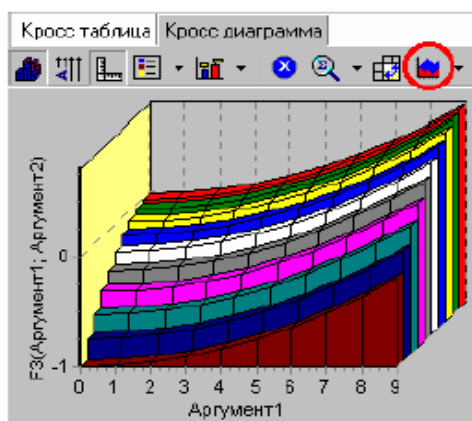 Кросс таблица Кросс диаграмма
F3(Аргумент1; Аргумент2)
0
-1
0 1 2 3 4 5 6 7 8 9
Аргумент1